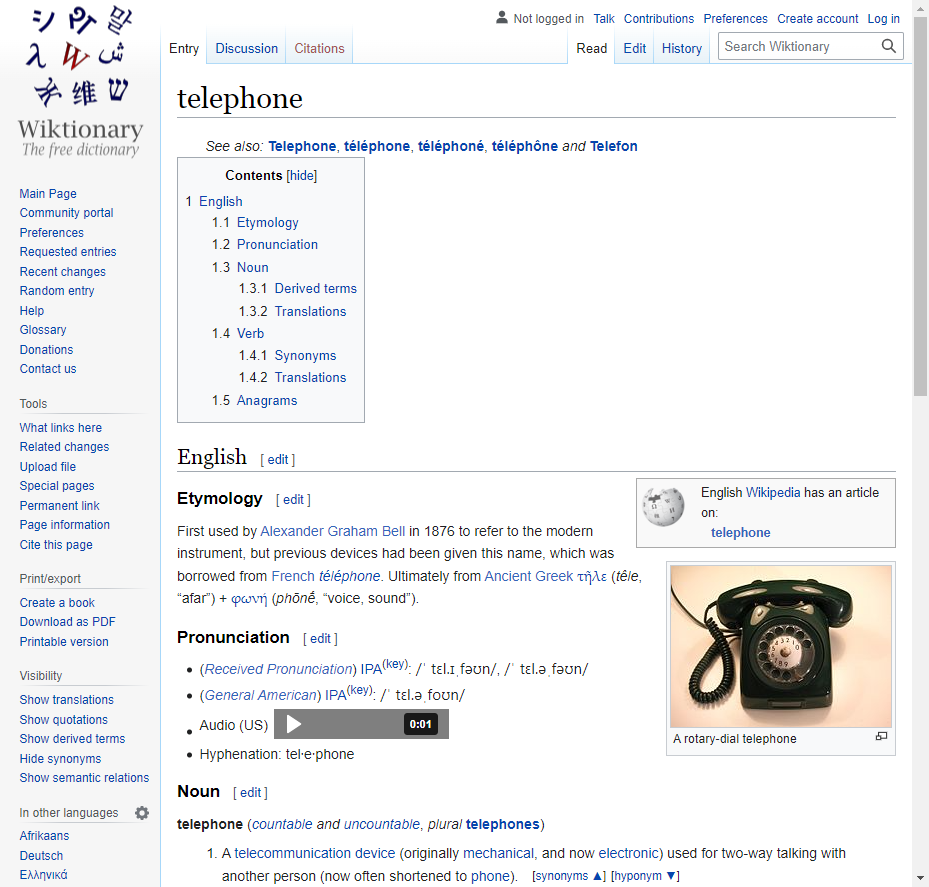 Not logged in Talk Contributions Preferences Create account Log in
Entry Discussion Citations Read Edit History Search Wiktionary
シ 말
λ W ش
维 ש
Wiktionary
The free dictionary
Main Page
Community portal
Preferences
Requested entries
Recent changes
Random entry
Help
Glossary
Donations
Contact us
Tools
What links here
Related changes
Upload file
Special pages
Permanent link
Page information
Cite this page
Print/export
Create a book
Download as PDF
Printable version
Visibility
Show translations
Show quotations
Show derived terms
Hide synonyms
Show semantic relations
In other languages
Afrikaans
Deutsch
Ελληνικά
telephone
See also: Telephone, téléphone, téléphoné, téléphône and Telefon
Contents [hide]
1 English
1.1 Etymology
1.2 Pronunciation
1.3 Noun
1.3.1 Derived terms
1.3.2 Translations
1.4 Verb
1.4.1 Synonyms
1.4.2 Translations
1.5 Anagrams
English [ edit ]
Etymology [ edit ]
First used by Alexander Graham Bell in 1876 to refer to the modern
instrument, but previous devices had been given this name, which was
borrowed from French téléphone. Ultimately from Ancient Greek τῆλε (têle,
“afar”) + φωνή (phōnḗ, “voice, sound”).
English Wikipedia has an article
on:
telephone
A rotary-dial telephone
Pronunciation [ edit ]
• (Received Pronunciation) IPA(key): /ˈ tɛl.ɪˌfəʊn/, /ˈ tɛl.əˌfəʊn/
• (General American) IPA(key): /ˈ tɛl.əˌfoʊn/
• Audio (US) 0:01
• Hyphenation: tel·e·phone
Noun [ edit ]
telephone (countable and uncountable, plural telephones)
1. A telecommunication device (originally mechanical, and now electronic) used for two-way talking with
another person (now often shortened to phone). [synonyms ▲] [hyponym ▼]